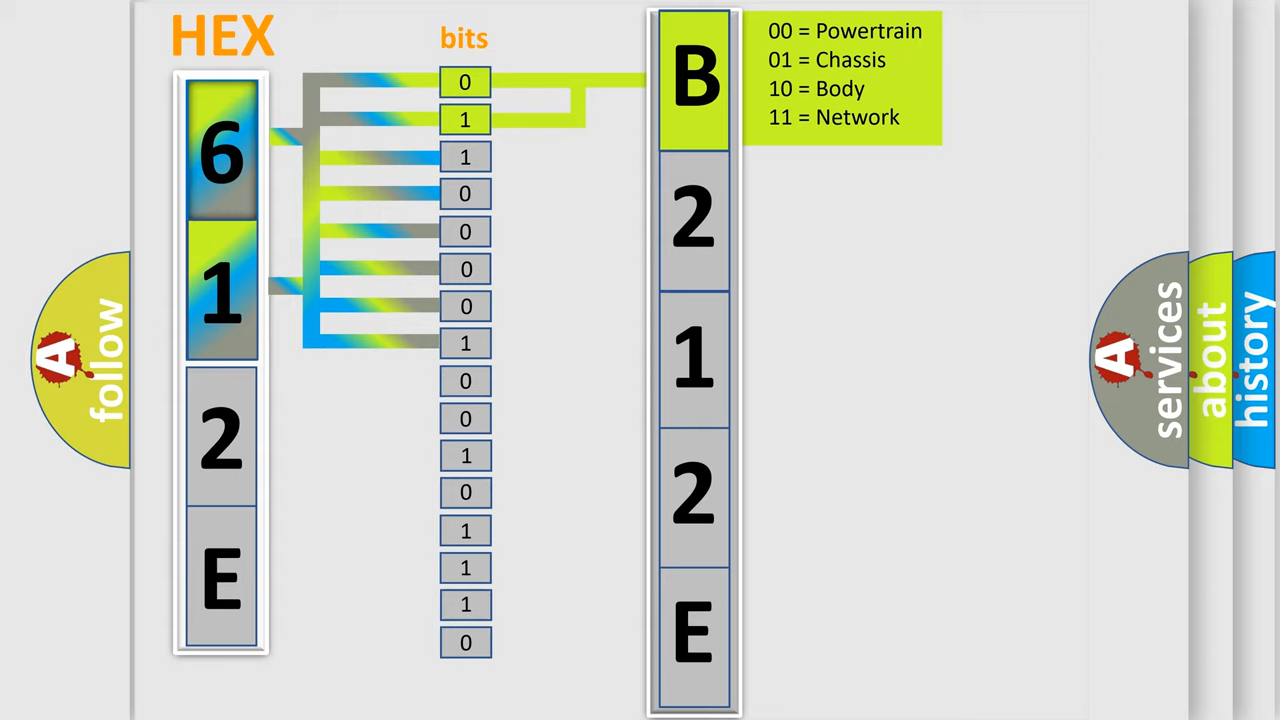 HEX
bits
6
1
2
E
0
1
1
0
0
0
0
1
0
0
1
0
1
1
1
0
B
2
1
2
E
00 = Powertrain
01 = Chassis
10 = Body
11 = Network
A
follow
A
services
about
history